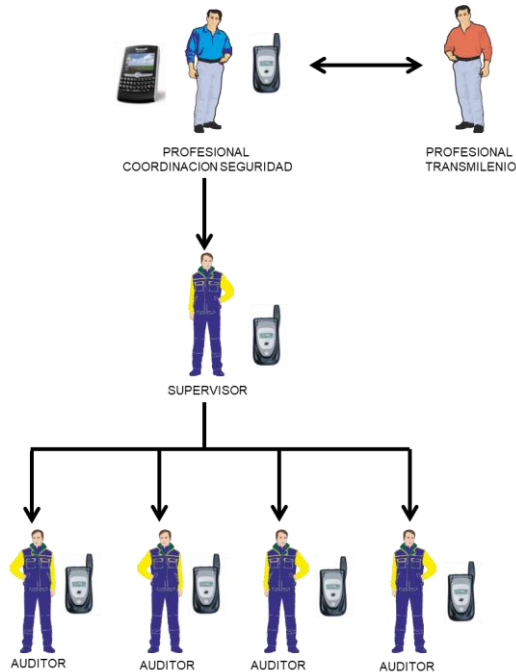 PROFESIONAL
COORDINACION SEGURIDAD
PROFESIONAL
TRANSMILENIO
SUPERVISOR
AUDITOR
AUDITOR
AUDITOR
AUDITOR